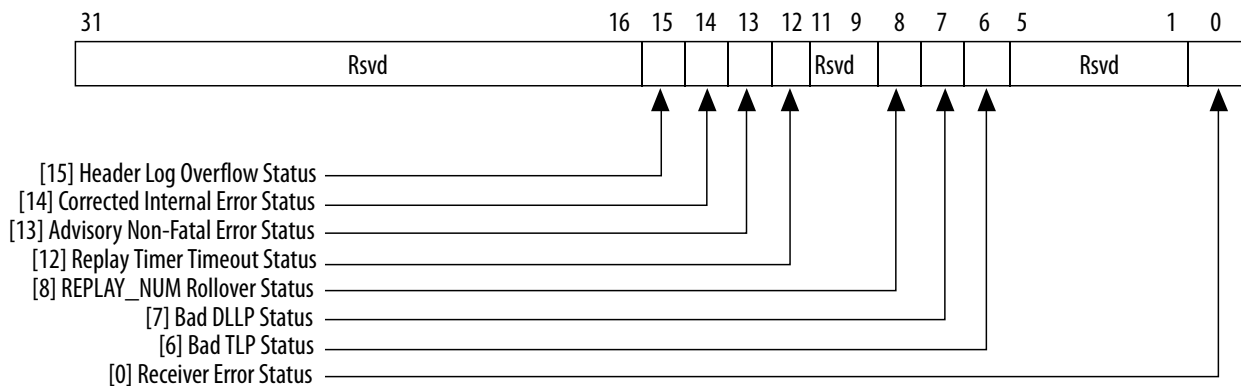 31 16 15 14 13 12 11 9 8 7 6 5 1 0
Rsvd Rsvd Rsvd
[15] Header Log Overflow Status
[14] Corrected Internal Error Status
[13] Advisory Non-Fatal Error Status
[12] Replay Timer Timeout Status
[8] REPLAY_NUM Rollover Status
[7] Bad DLLP Status
[6] Bad TLP Status
[0] Receiver Error Status